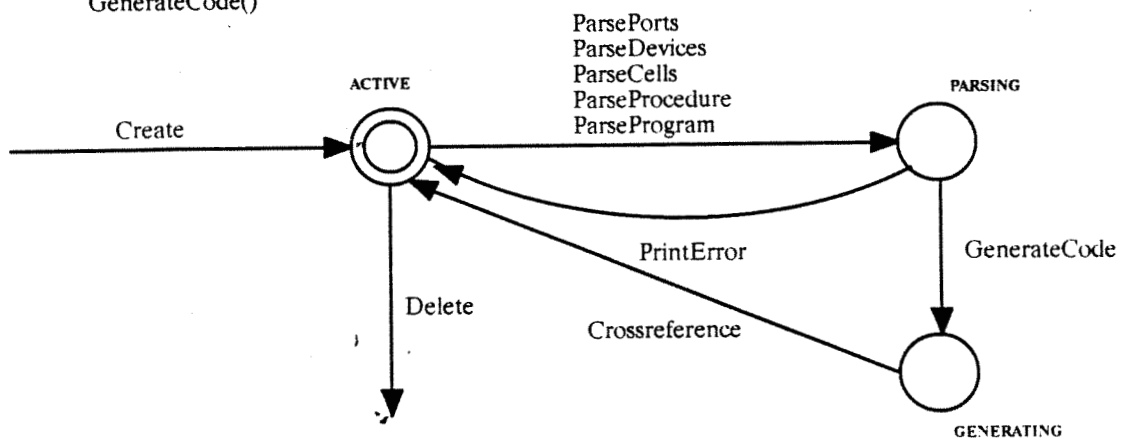 GenerateCode()
ParsePorts
ParseDevices
ParseCells
ParseProcedure
ParseProgram
ACTIVE
PARSING
Create
PrintError
GenerateCode
Delete
Crossreference
GENERATING